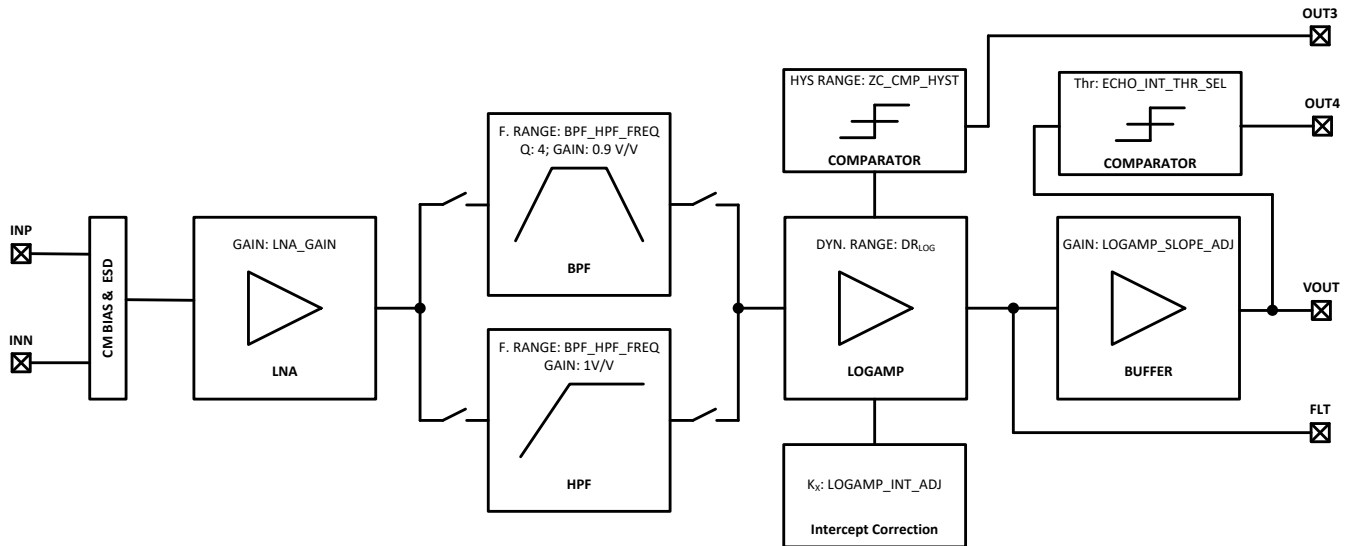 OUT3
HYS RANGE: ZC_CMP_HYST
COMPARATOR
Thr: ECHO_INT_THR_SEL
COMPARATOR
OUT4
F. RANGE: BPF_HPF_FREQ
Q: 4; GAIN: 0.9 V/V
BPF
INP
INN
CM BIAS & ESD
GAIN: LNA_GAIN
LNA
DYN. RANGE: DRLOG
LOGAMP
GAIN: LOGAMP_SLOPE_ADJ
BUFFER
VOUT
F. RANGE: BPF_HPF_FREQ
GAIN: 1V/V
HPF
FLT
KX: LOGAMP_INT_ADJ
Intercept Correction